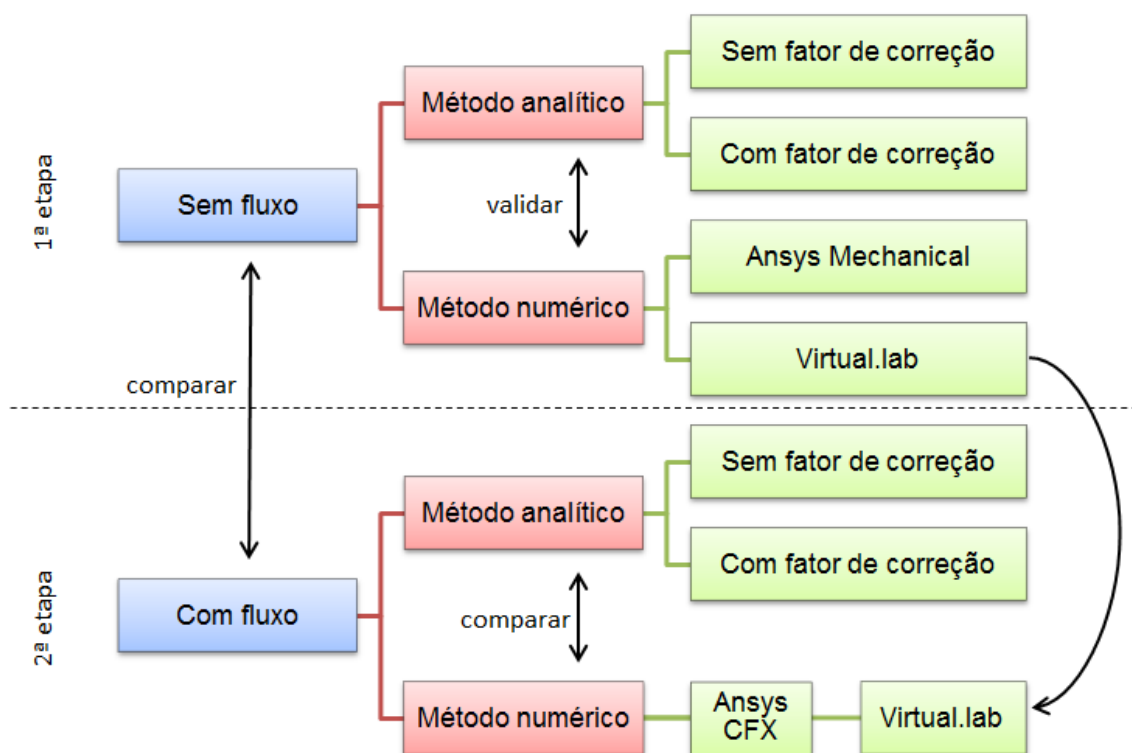 1ª etapa
Sem fluxo
Método analítico
Sem fator de correção
Com fator de correção
validar
Método numérico
Ansys Mechanical
Virtual.lab
comparar
2ª etapa
Com fluxo
Método analítico
Sem fator de correção
Com fator de correção
comparar
Método numérico
Ansys
CFX
Virtual.lab